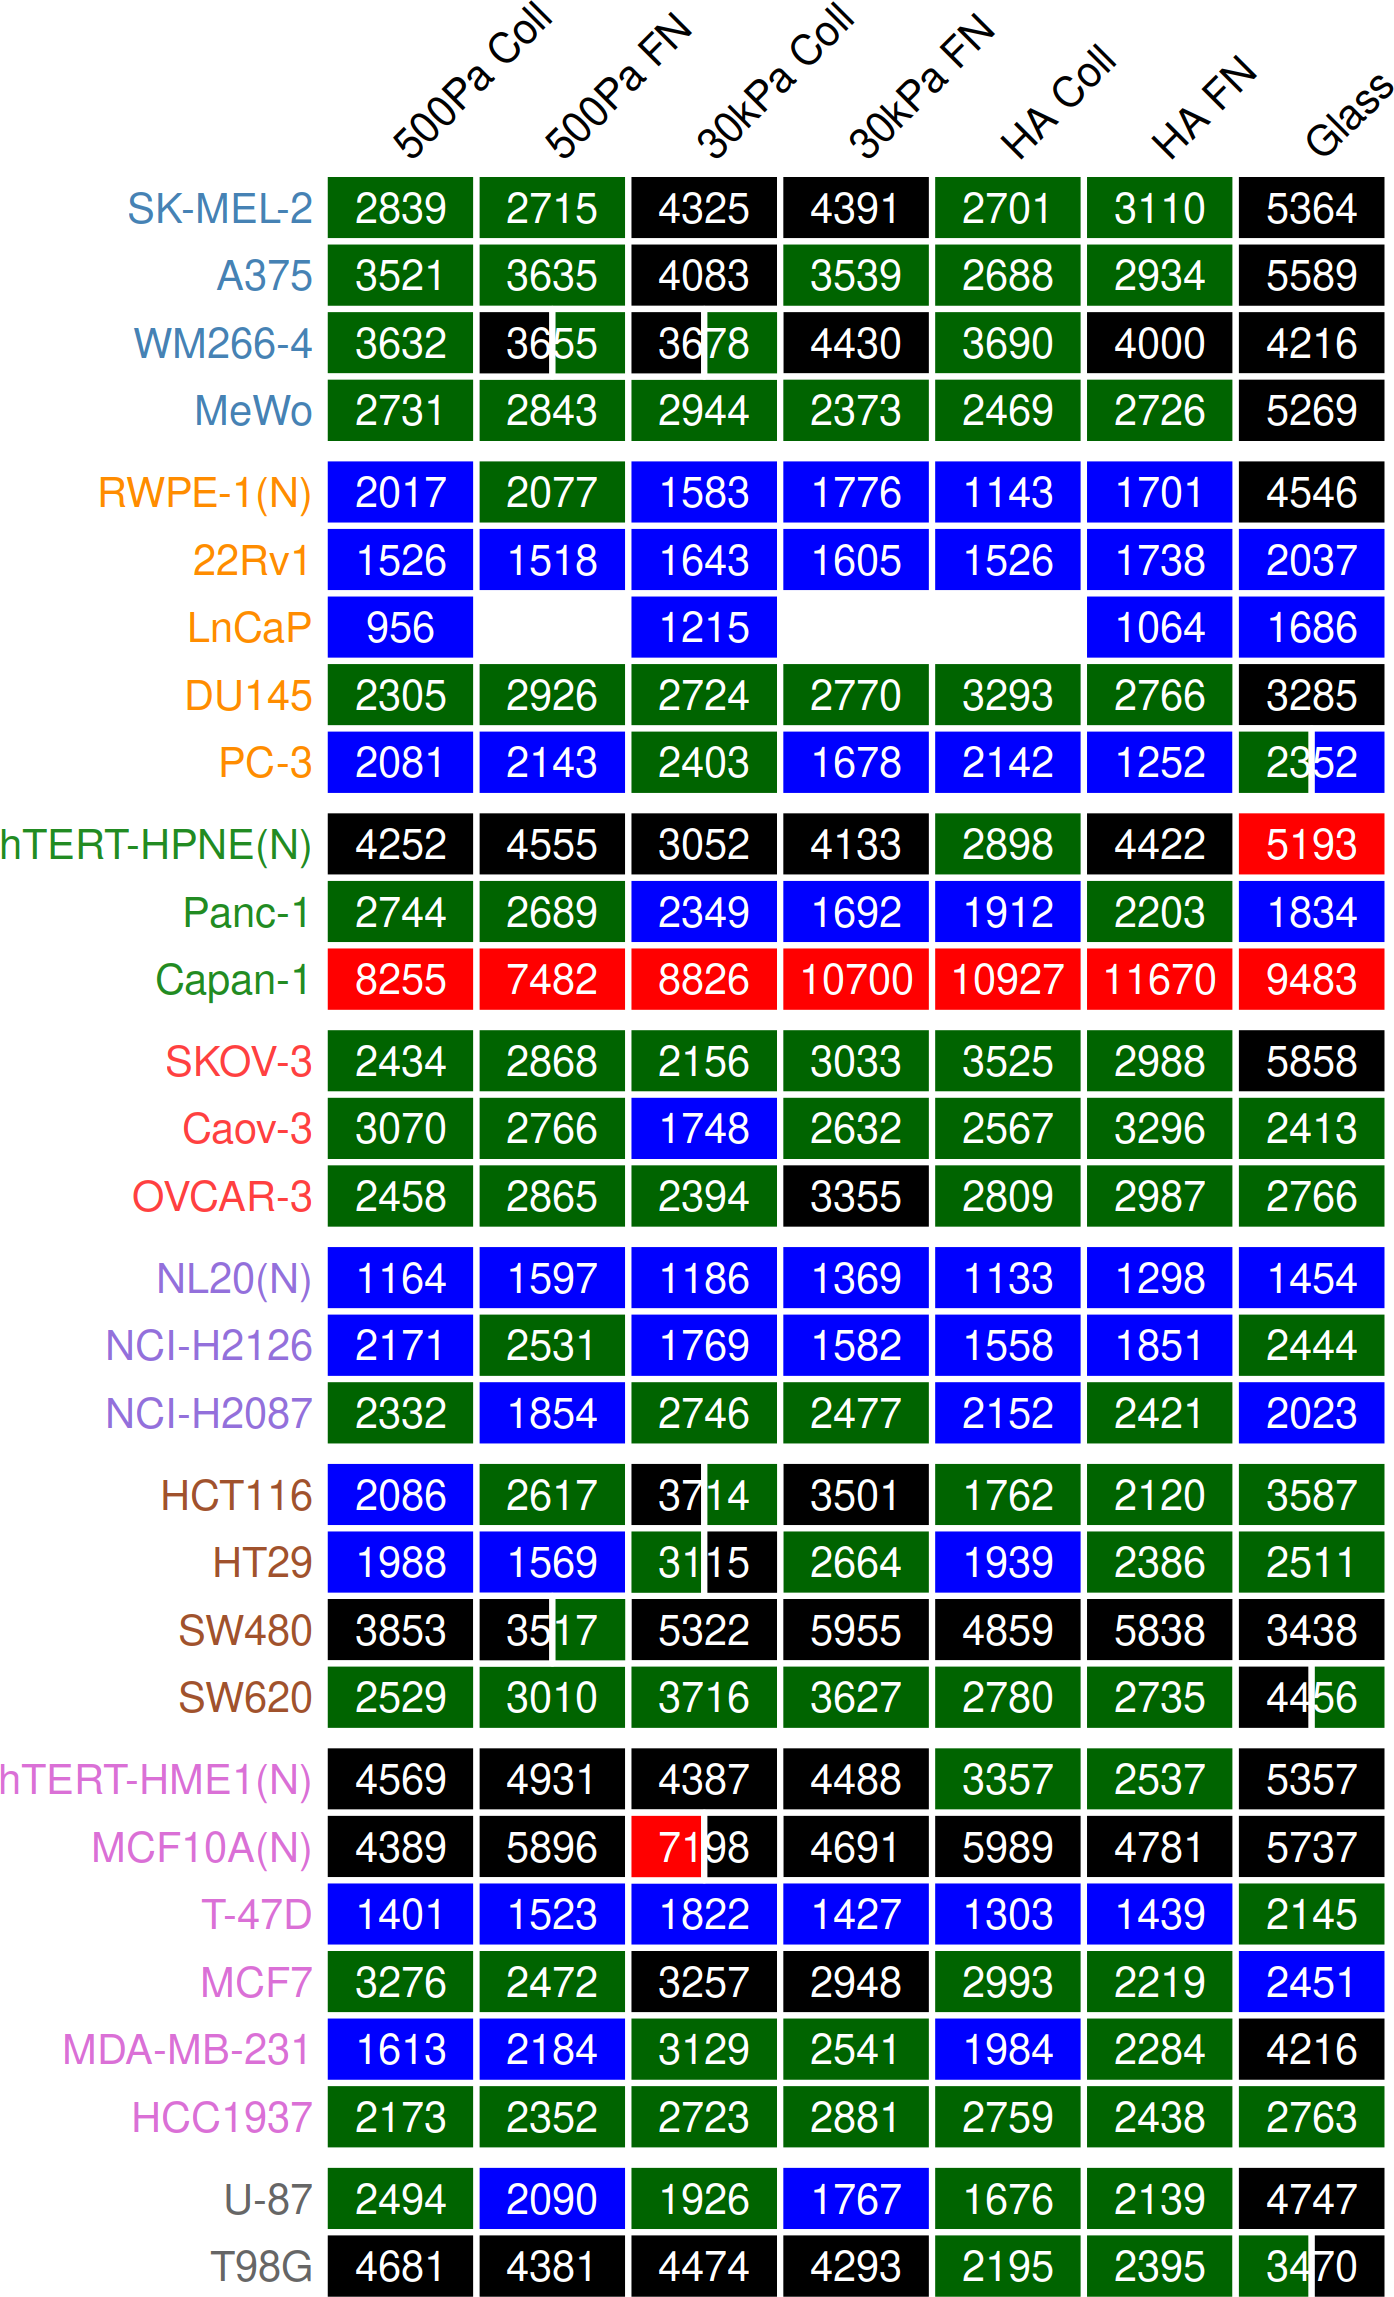 500Pa Coll 500Pa FN 30kPa Coll 30kPa FN HA Coll HA FN Glass
SK-MEL-2 2839 2715 4325 4391 2701 3110 5364
A375 3521 3635 4083 3539 2688 2934 5589
WM266-4 3632 3655 3678 4430 3690 4000 4216
MeWo 2731 2843 2944 2373 2469 2726 5269
RWPE-1(N) 2017 2077 1583 1776 1143 1701 4546
22Rv1 1526 1518 1643 1605 1526 1738 2037
LnCaP 956 1215 1064 1686
DU145 2305 2926 2724 2770 3293 2766 3285
PC-3 2081 2143 2403 1678 2142 1252 2352
hTERT-HPNE(N) 4252 4555 3052 4133 2898 4422 5193
Panc-1 2744 2689 2349 1692 1912 2203 1834
Capan-1 8255 7482 8826 10700 10927 11670 9483
SKOV-3 2434 2868 2156 3033 3525 2988 5858
Caov-3 3070 2766 1748 2632 2567 3296 2413
OVCAR-3 2458 2865 2394 3355 2809 2987 2766
NL20(N) 1164 1597 1186 1369 1133 1298 1454
NCI-H2126 2171 2531 1769 1582 1558 1851 2444
NCI-H2087 2332 1854 2746 2477 2152 2421 2023
HCT116 2086 2617 3714 3501 1762 2120 3587
HT29 1988 1569 3115 2664 1939 2386 2511
SW480 3853 3517 5322 5955 4859 5838 3438
SW620 2529 3010 3716 3627 2780 2735 4456
hTERT-HME1(N) 4569 4931 4387 4488 3357 2537 5357
MCF10A(N) 4389 5896 7198 4691 5989 4781 5737
T-47D 1401 1523 1822 1427 1303 1439 2145
MCF7 3276 2472 3257 2948 2993 2219 2451
MDA-MB-231 1613 2184 3129 2541 1984 2284 4216
HCC1937 2173 2352 2723 2881 2759 2438 2763
U-87 2494 2090 1926 1767 1676 2139 4747
T98G 4681 4381 4474 4293 2195 2395 3470